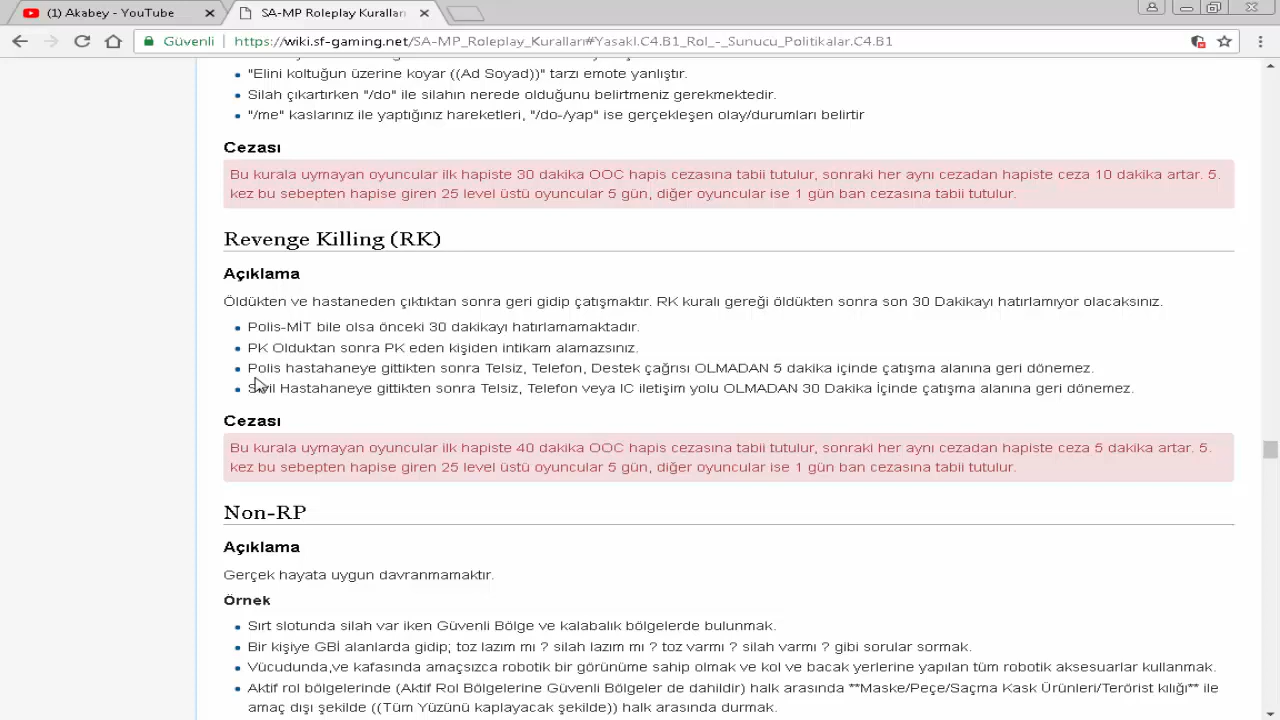 (1) Akabey - YouTube
SA-MP Roleplay Kuralları
Güvenli
https://wiki.sf-gaming.net/SA-MP_Roleplay_Kuralları#Yasakl.C4.B1_Rol_-_Sunucu_Politikalar.C4.B1
"Elini koltuğun üzerine koyar ((Ad Soyad))" tarzı emote yanlıştır.
Silah çıkartırken "/do" ile silahın nerede olduğunu belirtmeniz gerekmektedir.
"/me" kaslarınız ile yaptığınız hareketleri, "/do-/yap" ise gerçekleşen olay/durumları belirtir
Cezası
Bu kurala uymayan oyuncular ilk hapiste 30 dakika OOC hapis cezasına tabii tutulur, sonraki her aynı cezadan hapiste ceza 10 dakika artar. 5.
kez bu sebepten hapise giren 25 level üstü oyuncular 5 gün, diğer oyuncular ise 1 gün ban cezasına tabii tutulur.
Revenge Killing (RK)
Açıklama
Öldükten ve hastaneden çıktıktan sonra geri gidip çatışmaktır. RK kuralı gereği öldükten sonra son 30 Dakikayı hatırlamıyor olacaksınız.
Polis-MİT bile olsa önceki 30 dakikayı hatırlamamaktadır.
PK Olduktan sonra PK eden kişiden intikam alamazsınız.
Polis hastahaneye gittikten sonra Telsiz, Telefon, Destek çağrısı OLMADAN 5 dakika içinde çatışma alanına geri dönemez.
Sivil Hastahaneye gittikten sonra Telsiz, Telefon veya IC iletişim yolu OLMADAN 30 Dakika İçinde çatışma alanına geri dönemez.
Cezası
Bu kurala uymayan oyuncular ilk hapiste 40 dakika OOC hapis cezasına tabii tutulur, sonraki her aynı cezadan hapiste ceza 5 dakika artar. 5.
kez bu sebepten hapise giren 25 level üstü oyuncular 5 gün, diğer oyuncular ise 1 gün ban cezasına tabii tutulur.
Non-RP
Açıklama
Gerçek hayata uygun davranmamaktır.
Örnek
Sırt slotunda silah var iken Güvenli Bölge ve kalabalık bölgelerde bulunmak.
Bir kişiye GBİ alanlarda gidip; toz lazım mı ? silah lazım mı ? toz varmı ? silah varmı ? gibi sorular sormak.
Vücudunda,ve kafasında amaçsızca robotik bir görünüme sahip olmak ve kol ve bacak yerlerine yapılan tüm robotik aksesuarlar kullanmak.
Aktif rol bölgelerinde (Aktif Rol Bölgelerine Güvenli Bölgeler de dahildir) halk arasında **Maske/Peçe/Saçma Kask Ürünleri/Terörist kılığı** ile
amaç dışı şekilde ((Tüm Yüzünü kaplayacak şekilde)) halk arasında durmak.